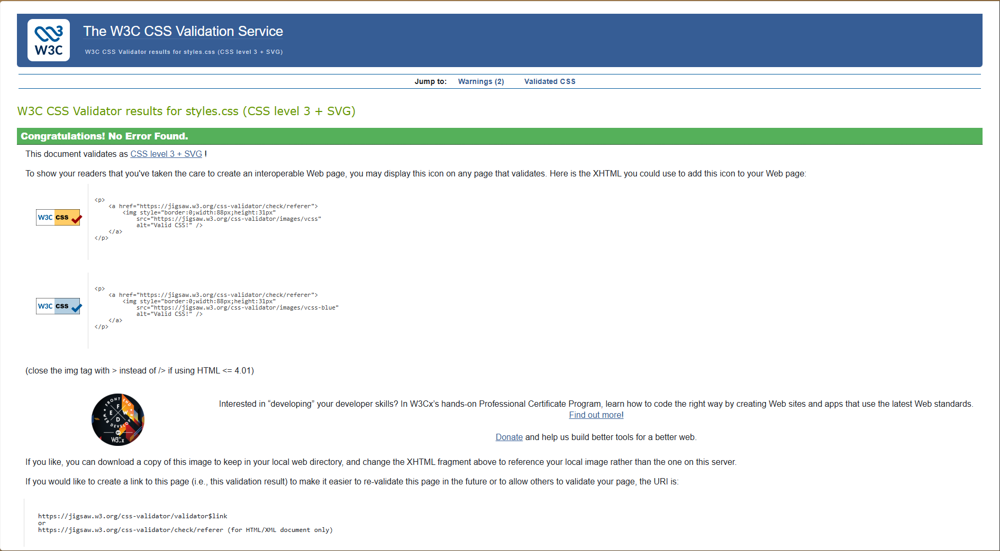 W3C
The W3C CSS Validation Service
W3C CSS Validator results for styles.css (CSS level 3 + SVG)
Jump to: Warnings (2) Validated CSS
W3C CSS Validator results for styles.css (CSS level 3 + SVG)
Congratulations! No Error Found.
This document validates as CSS level 3 + SVG !
To show your readers that you've taken the care to create an interoperable Web page, you may display this icon on any page that validates. Here is the XHTML you could use to add this icon to your Web page:
W3C CSS
<p>
<a href="https://jigsaw.w3.org/css-validator/check/referer">
<img style="border:0;width:88px;height:31px"
src="https://jigsaw.w3.org/css-validator/images/vcss"
alt="Valid CSS!" />
</a>
</p>
W3C CSS
<p>
<a href="https://jigsaw.w3.org/css-validator/check/referer">
<img style="border:0;width:88px;height:31px"
src="https://jigsaw.w3.org/css-validator/images/vcss-blue"
alt="Valid CSS!" />
</a>
</p>
(close the img tag with > instead of /> if using HTML <= 4.01)
FRONT END
F E W D
WEB DEVELOPER
BY
W3Cx
Interested in “developing” your developer skills? In W3Cx’s hands-on Professional Certificate Program, learn how to code the right way by creating Web sites and apps that use the latest Web standards.
Find out more!
Donate and help us build better tools for a better web.
If you like, you can download a copy of this image to keep in your local web directory, and change the XHTML fragment above to reference your local image rather than the one on this server.
If you would like to create a link to this page (i.e., this validation result) to make it easier to re-validate this page in the future or to allow others to validate your page, the URI is:
https://jigsaw.w3.org/css-validator/validator$link
or
https://jigsaw.w3.org/css-validator/check/referer (for HTML/XML document only)